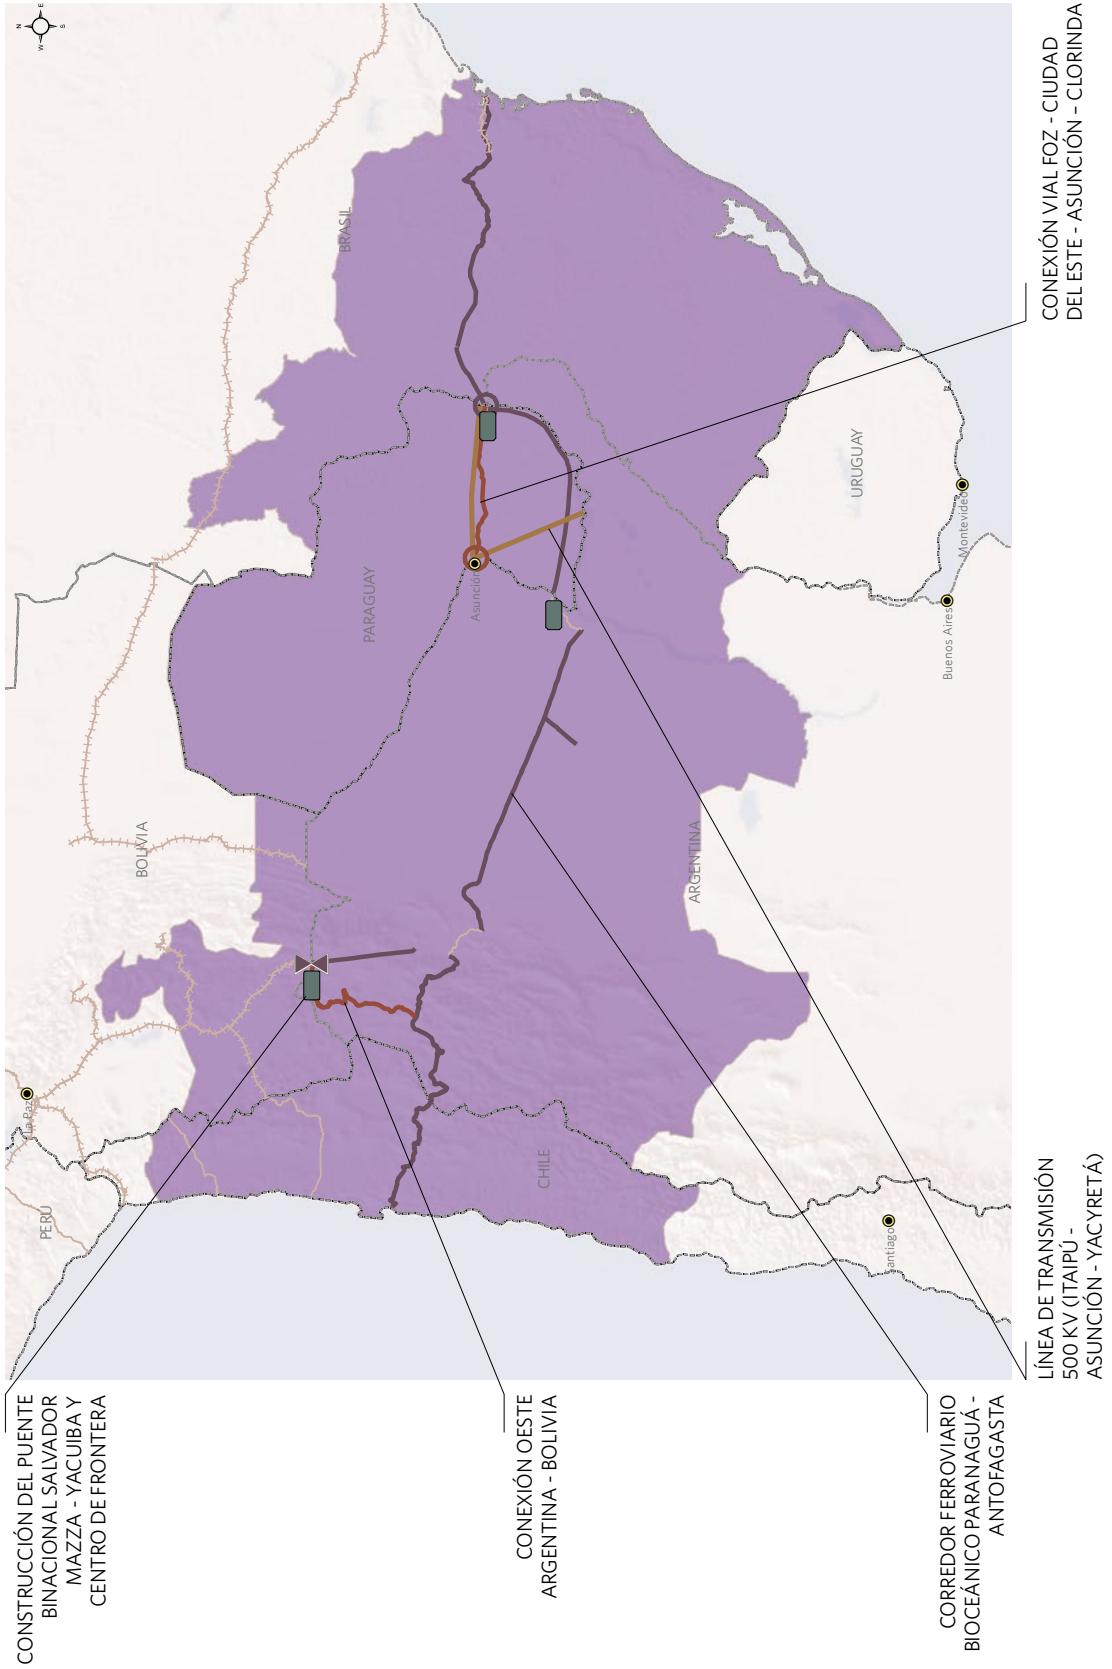 CONSTRUCCIÓN DEL PUENTE
BINACIONAL SALVADOR
MAZZA - YACUIBA Y
CENTRO DE FRONTERA
CONEXIÓN OESTE
ARGENTINA - BOLIVIA
CORREDOR FERROVIARIO
BIOCEÁNICO PARANAGUÁ -
ANTOFAGASTA
LÍNEA DE TRANSMISIÓN
500 KV (ITAIPÚ -
ASUNCIÓN - YACYRETÁ)
CONEXIÓN VIAL FOZ - CIUDAD
DEL ESTE - ASUNCIÓN - CLORINDA
N
E
S
W
PERU
La Paz
BOLIVIA
PARAGUAY
BRASIL
Asunción
CHILE
ARGENTINA
URUGUAY
Santiago
Buenos Aires
Montevideo